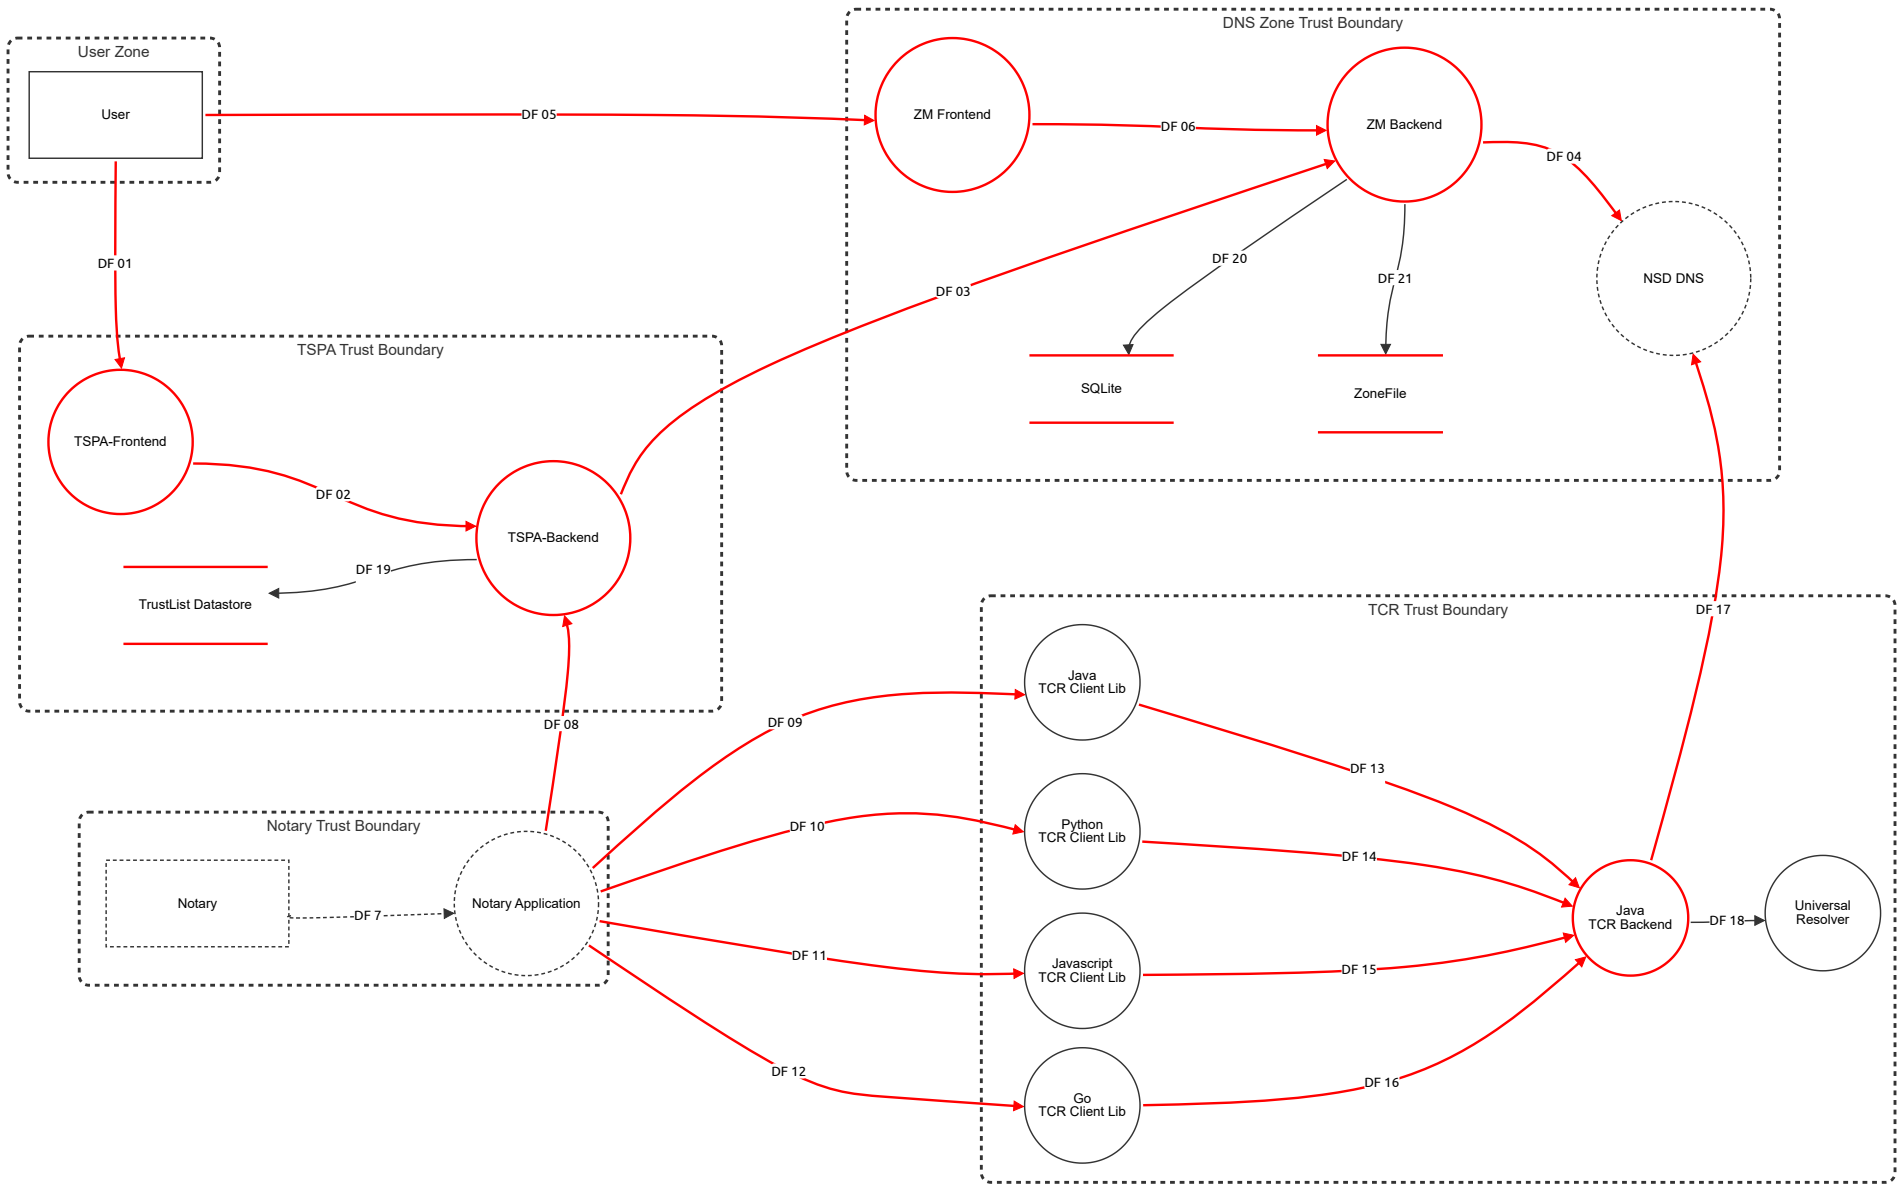 DNS Zone Trust Boundary
User Zone
User
DF 05
ZM Frontend
DF 06
ZM Backend
DF 04
DF 01
DF 20
DF 21
NSD DNS
DF 03
TSPA Trust Boundary
SQLite
ZoneFile
TSPA-Frontend
DF 02
TSPA-Backend
DF 19
TrustList Datastore
TCR Trust Boundary
DF 17
Java
TCR Client Lib
DF 08
DF 09
DF 13
Notary Trust Boundary
DF 10
Python
TCR Client Lib
DF 14
Notary
DF 7
Notary Application
Java
TCR Backend
DF 18
Universal
Resolver
DF 11
Javascript
TCR Client Lib
DF 15
DF 12
DF 16
Go
TCR Client Lib